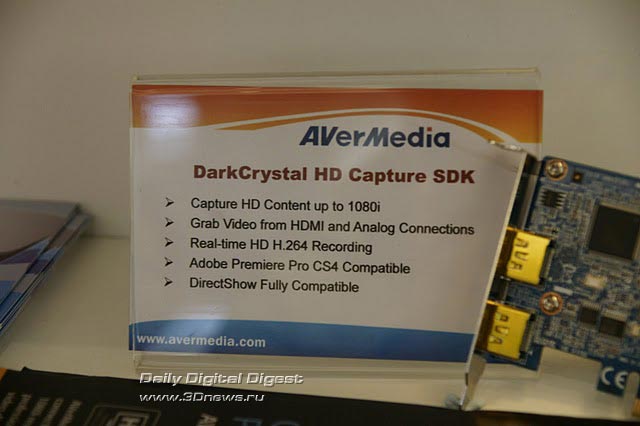 AVerMedia
DarkCrystal HD Capture SDK
➤ Capture HD Content up to 1080i
➤ Grab Video from HDMI and Analog Connections
➤ Real-time HD H.264 Recording
➤ Adobe Premiere Pro CS4 Compatible
➤ DirectShow Fully Compatible
www.avermedia.com
CE
Daily Digital Digest
www.3Dnews.ru